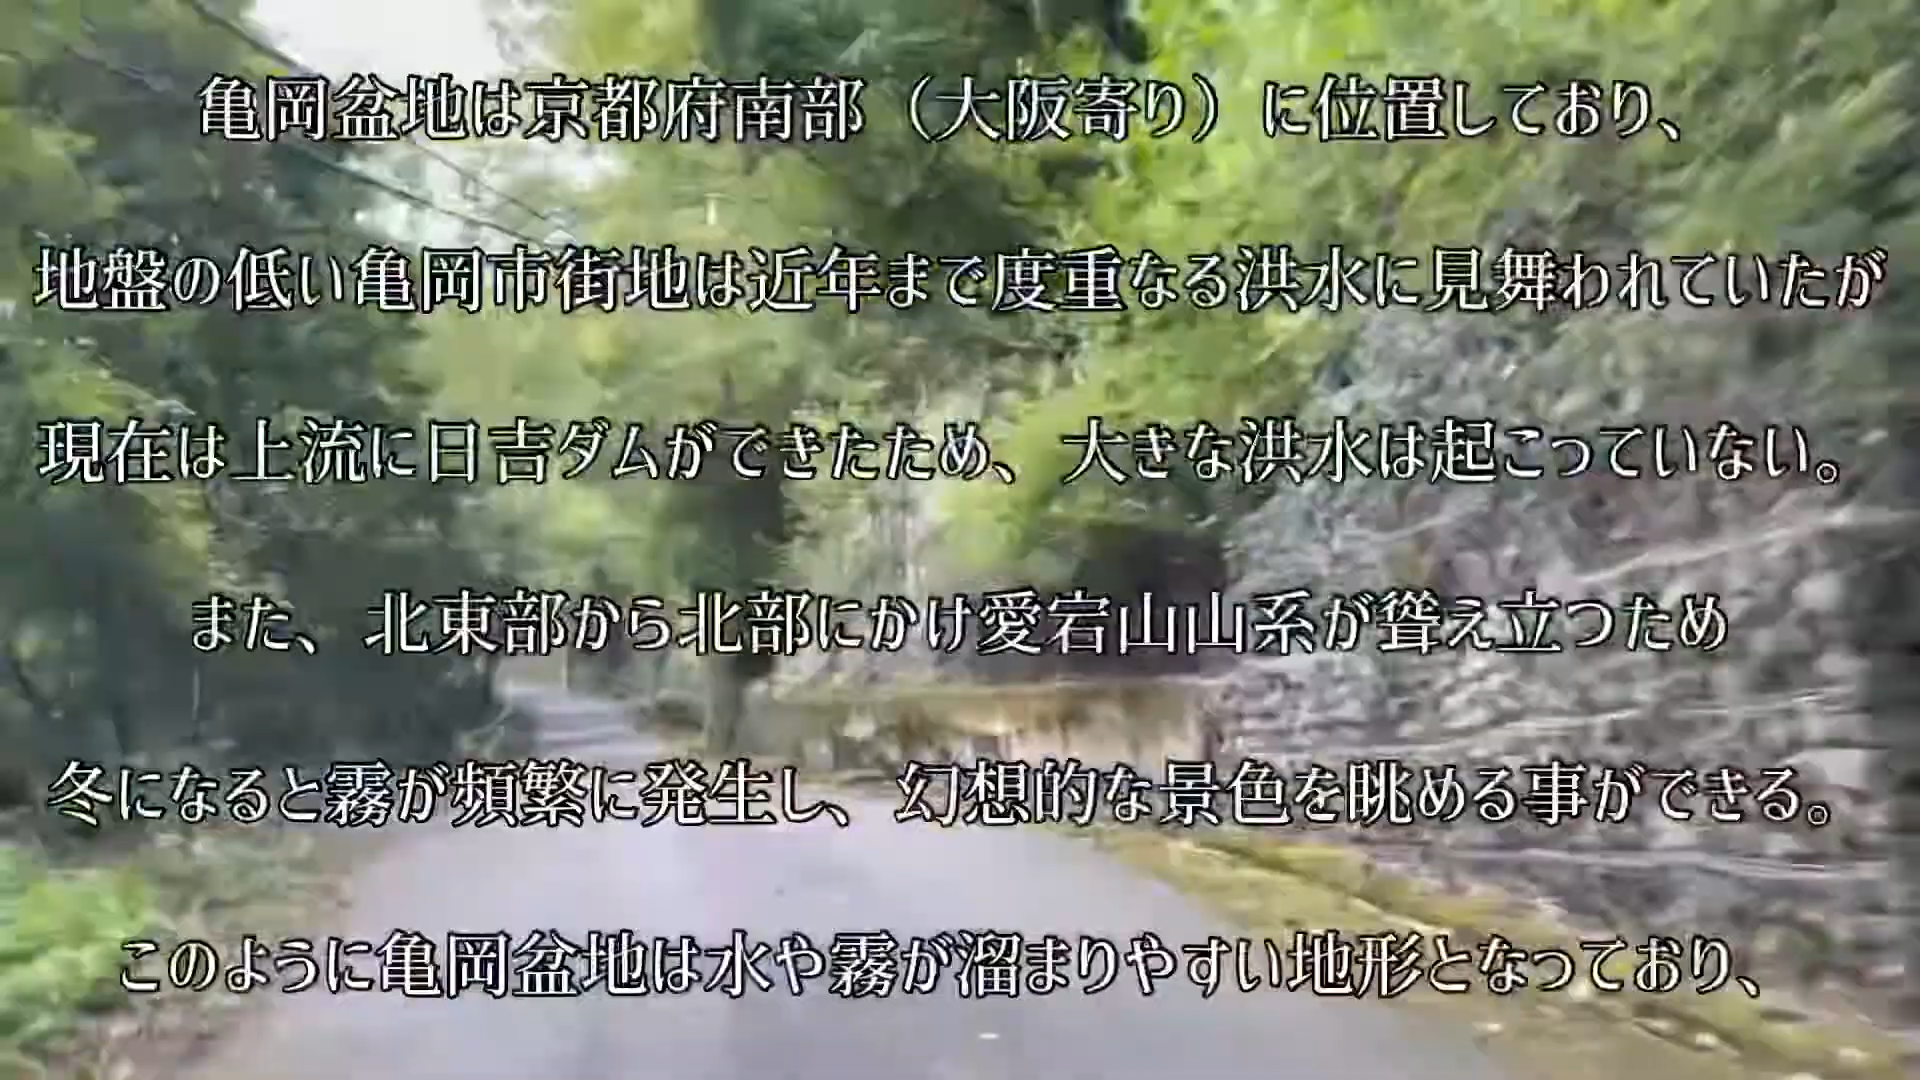 亀岡盆地は京都府南部（大阪寄り）に位置しており、
地盤の低い亀岡市街地は近年まで度重なる洪水に見舞われていたが
現在は上流に日吉ダムができたため、大きな洪水は起こっていない。
また、北東部から北部にかけ愛宕山山系が聳え立つため
冬になると霧が頻繁に発生し、幻想的な景色を眺める事ができる。
このように亀岡盆地は水や霧が溜まりやすい地形となっており、